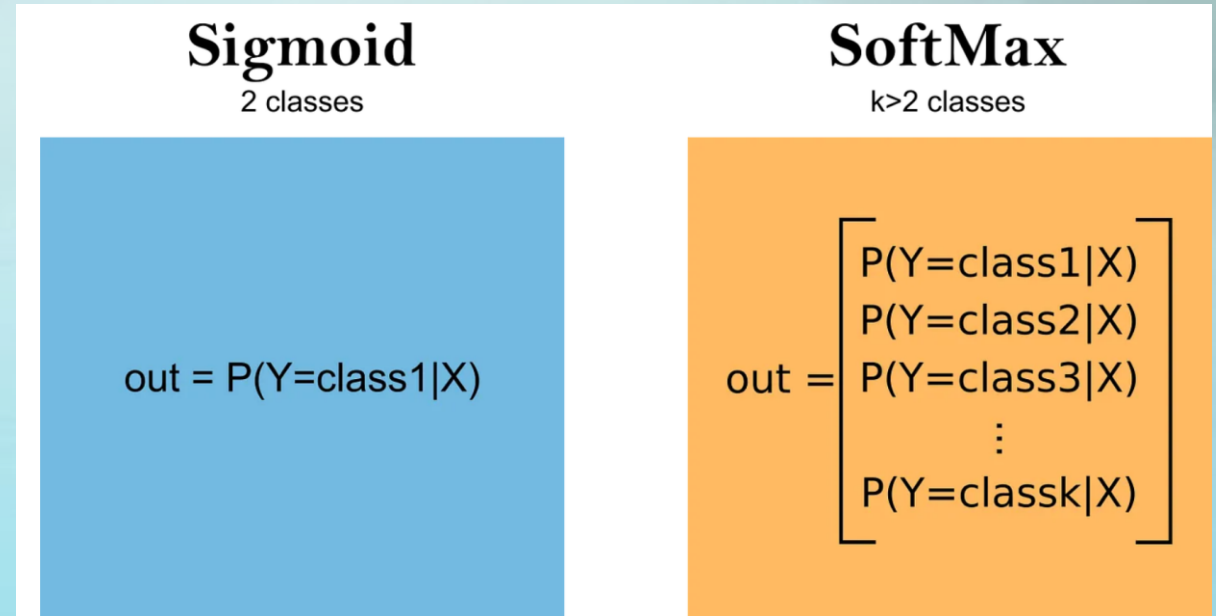 Sigmoid
2 classes
out = P(Y=class1|X)
SoftMax
k>2 classes
P(Y=class1|X)
P(Y=class2|X)
out = P(Y=class3|X)
⋮
P(Y=classk|X)